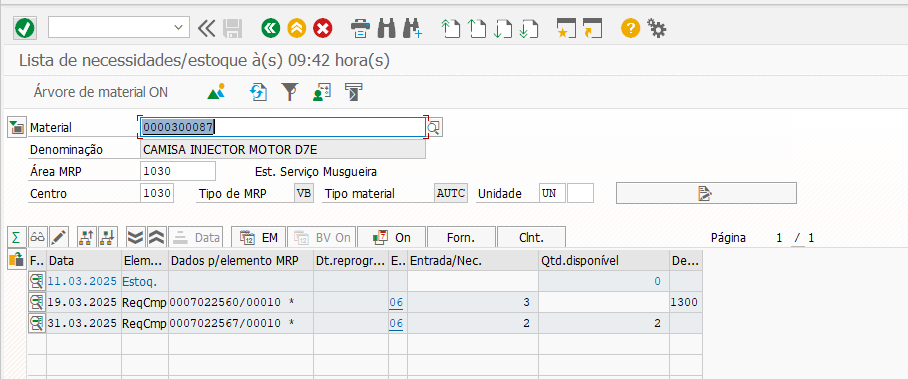 Lista de necessidades/estoque à(s) 09:42 hora(s)
Árvore de material ON
Material 0000300087
Denominação CAMISA INJECTOR MOTOR D7E
Área MRP 1030 Est. Serviço Musgueira
Centro 1030 Tipo de MRP VB Tipo material AUTC Unidade UN
Σ Data EM BV On On Forn. Clnt. Página 1 / 1
F.. Data Elem... Dados p/elemento MRP Dt.reprogr... E.. Entrada/Nec. Qtd.disponível De...
11.03.2025 Estoq. 0
19.03.2025 ReqCmp 0007022560/00010 * 06 3 1300
31.03.2025 ReqCmp 0007022567/00010 * 06 2 2